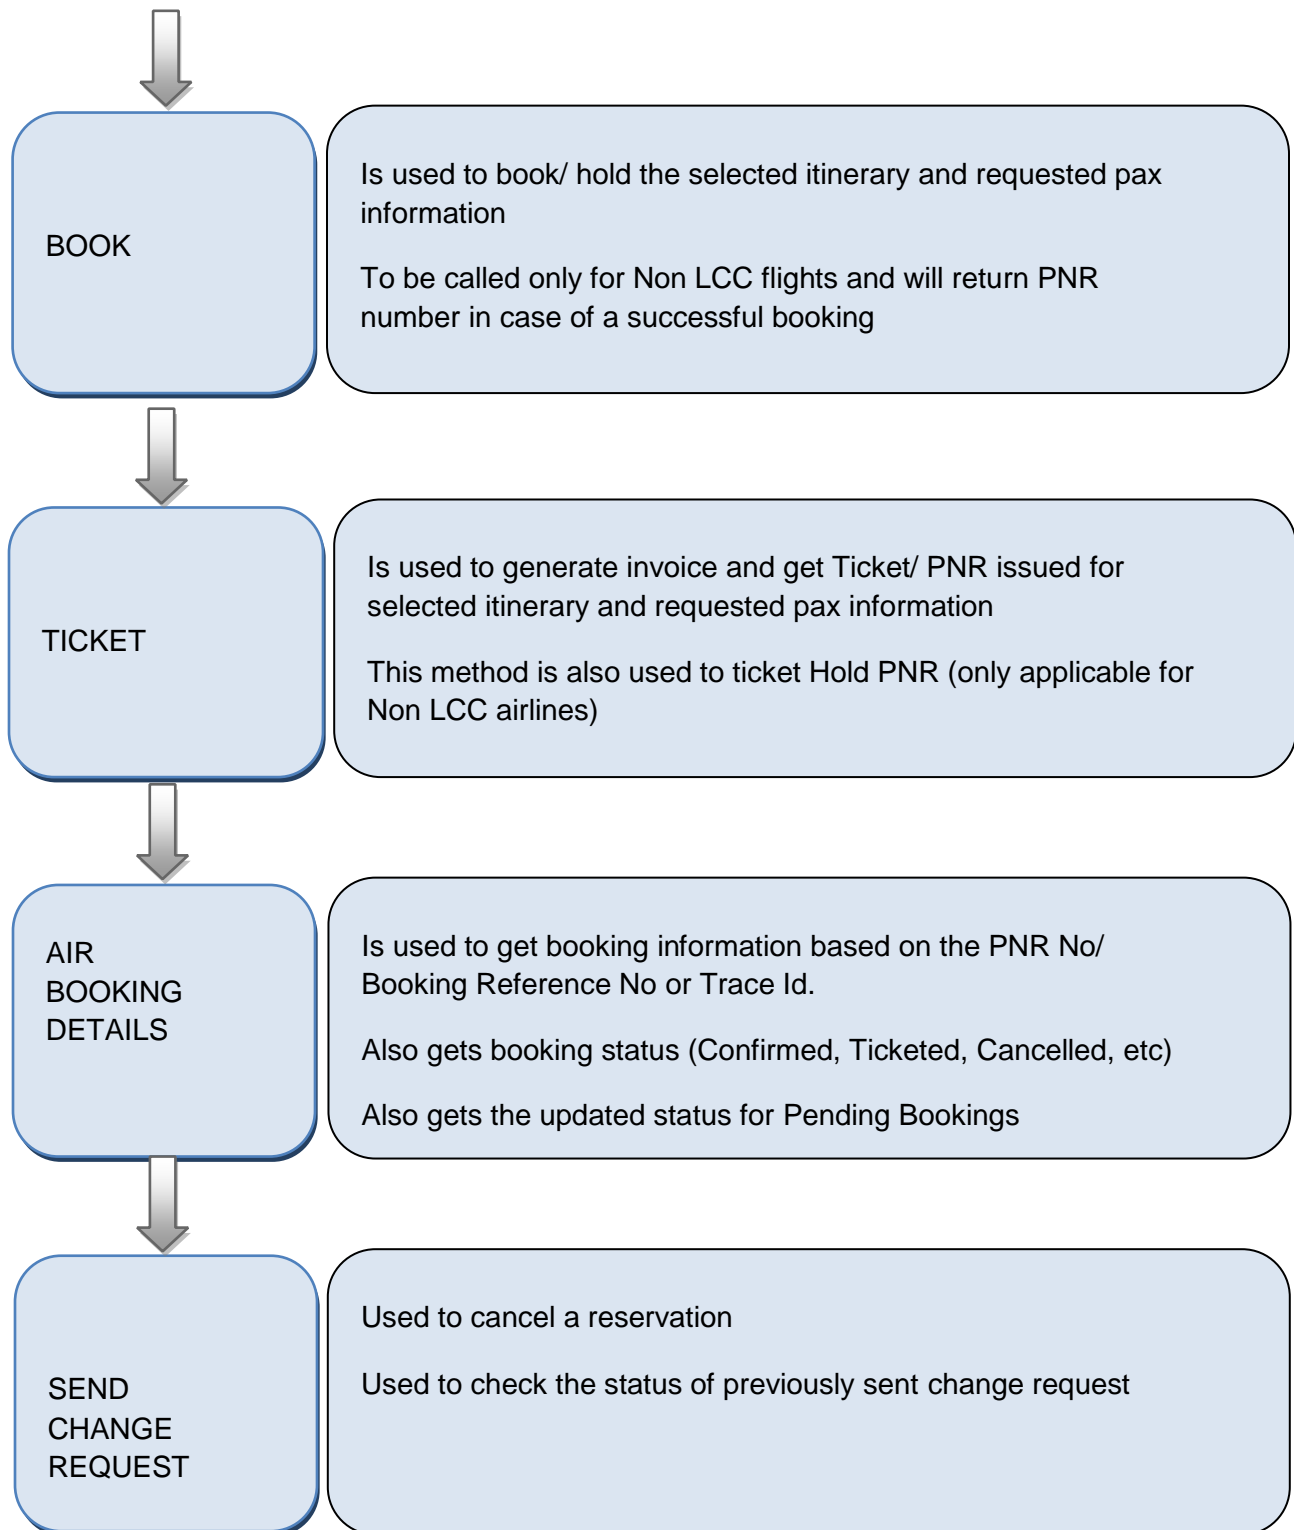 BOOK
Is used to book/ hold the selected itinerary and requested pax
information
To be called only for Non LCC flights and will return PNR
number in case of a successful booking
TICKET
Is used to generate invoice and get Ticket/ PNR issued for
selected itinerary and requested pax information
This method is also used to ticket Hold PNR (only applicable for
Non LCC airlines)
AIR
BOOKING
DETAILS
Is used to get booking information based on the PNR No/
Booking Reference No or Trace Id.
Also gets booking status (Confirmed, Ticketed, Cancelled, etc)
Also gets the updated status for Pending Bookings
SEND
CHANGE
REQUEST
Used to cancel a reservation
Used to check the status of previously sent change request